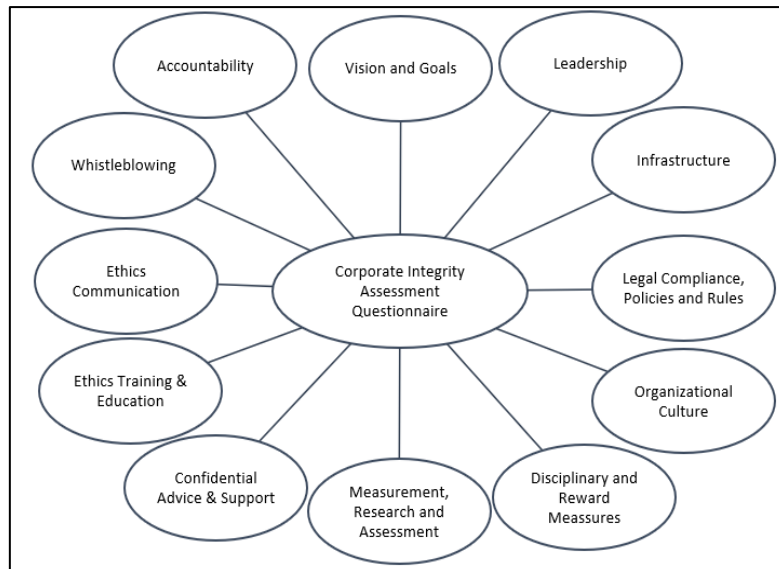 Accountability
Vision and Goals
Leadership
Whistleblowing
Infrastructure
Ethics
Communication
Corporate Integrity
Assessment
Questionnaire
Legal Compliance,
Policies and Rules
Ethics Training &
Education
Organizational
Culture
Confidential
Advice & Support
Measurement,
Research and
Assessment
Disciplinary and
Reward
Meassures